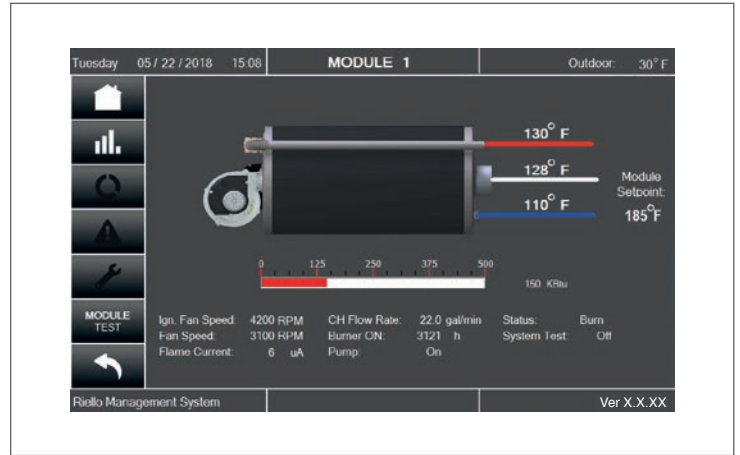 Tuesday 05 / 22 / 2018 15:08 MODULE 1 Outdoor: 30° F
130° F
128° F
110° F
Module
Setpoint:
185°F
0 125 250 375 500
150 KBtu
MODULE
TEST
Ign. Fan Speed: 4200 RPM CH Flow Rate: 22.0 gal/min Status: Burn
Fan Speed: 3100 RPM Burner ON: 3121 h System Test: Off
Flame Current: 6 uA Pump: On
Riello Management System Ver X.X.XX